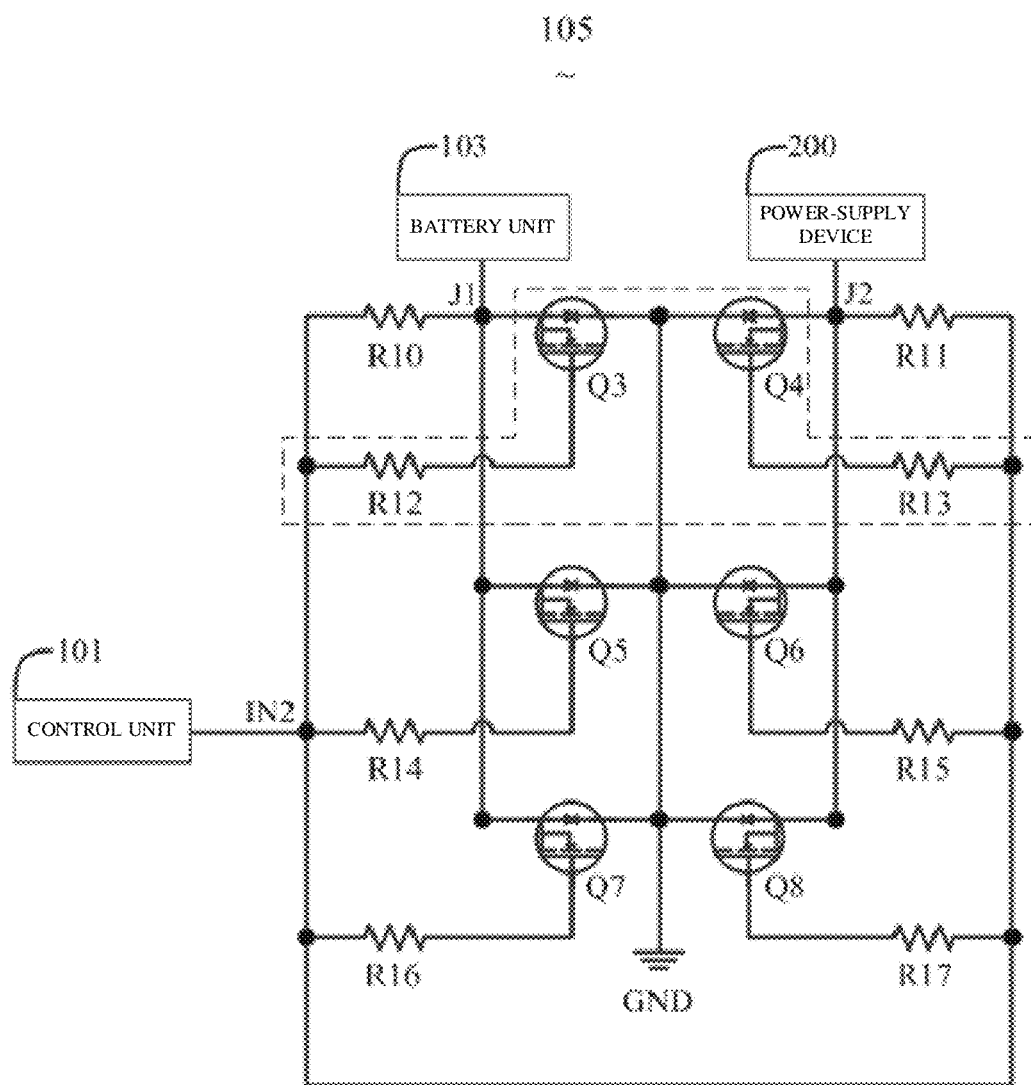 105
~
103
200
BATTERY UNIT
POWER-SUPPLY
DEVICE
J1
J2
R10
Q3
Q4
R11
R12
R13
101
Q5
Q6
CONTROL UNIT
IN2
R14
R15
Q7
Q8
R16
R17
GND